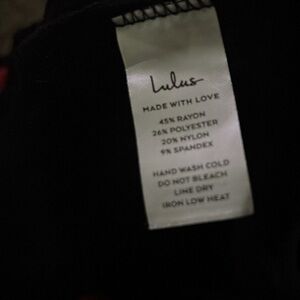 Lulus
MADE WITH LOVE
45% RAYON
26% POLYESTER
20% NYLON
9% SPANDEX
HAND WASH COLD
DO NOT BLEACH
LINE DRY
IRON LOW HEAT